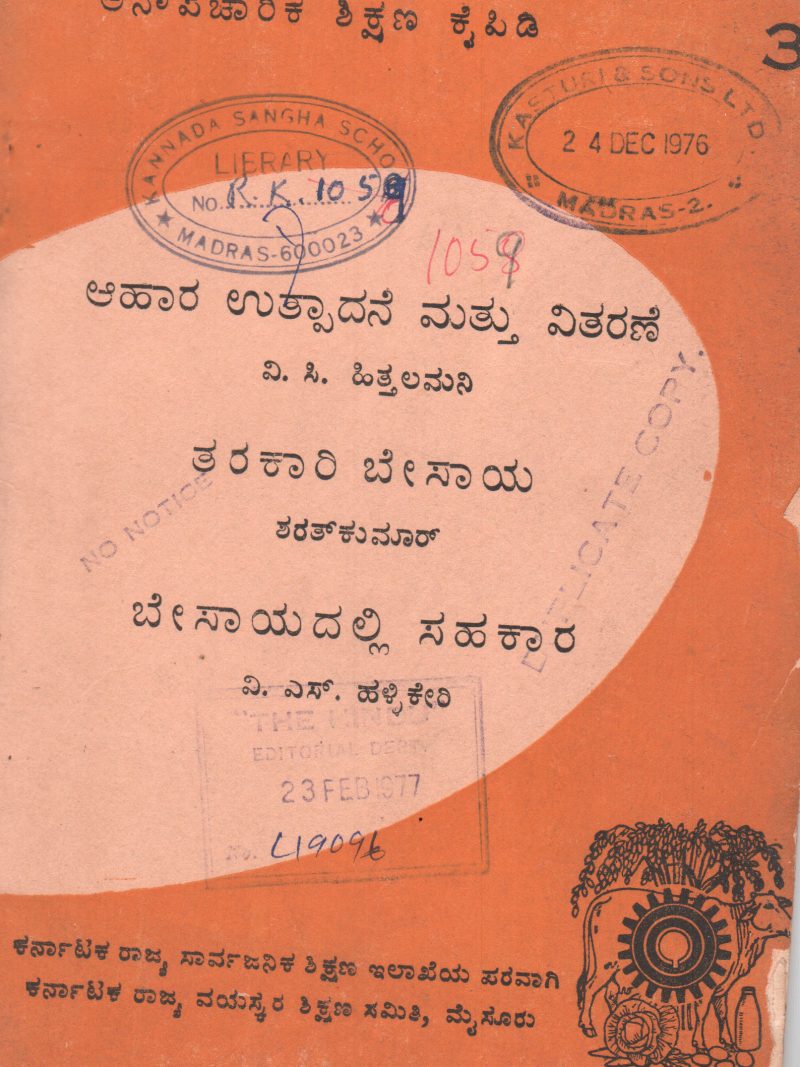 ಅನೌಪಚಾರಿಕ ಶಿಕ್ಷಣ ಕೈಪಿಡಿ
3
KANNADA SANGHA SCHO
LIBRARY
No. R.K. 1059
MADRAS-600023
KASTURI & SONS LTD.
24 DEC 1976
MADRAS-2.
1059
ಆಹಾರ ಉತ್ಪಾದನೆ ಮತ್ತು ವಿತರಣೆ
ವಿ. ಸಿ. ಹಿತ್ತಲಮನಿ
ತರಕಾರಿ ಬೇಸಾಯ
NO NOTICE
DUPLICATE COPY.
ಶರತ್‌ಕುಮಾರ್
ಬೇಸಾಯದಲ್ಲಿ ಸಹಕಾರ
ವಿ. ಎಸ್. ಹಳ್ಳಿಕೇರಿ
"THE HINDU"
EDITORIAL DEPT.
23 FEB 1977
No. L19096
ಕರ್ನಾಟಕ ರಾಜ್ಯ ಸಾರ್ವಜನಿಕ ಶಿಕ್ಷಣ ಇಲಾಖೆಯ ಪರವಾಗಿ
ಕರ್ನಾಟಕ ರಾಜ್ಯ ವಯಸ್ಕರ ಶಿಕ್ಷಣ ಸಮಿತಿ, ಮೈಸೂರು